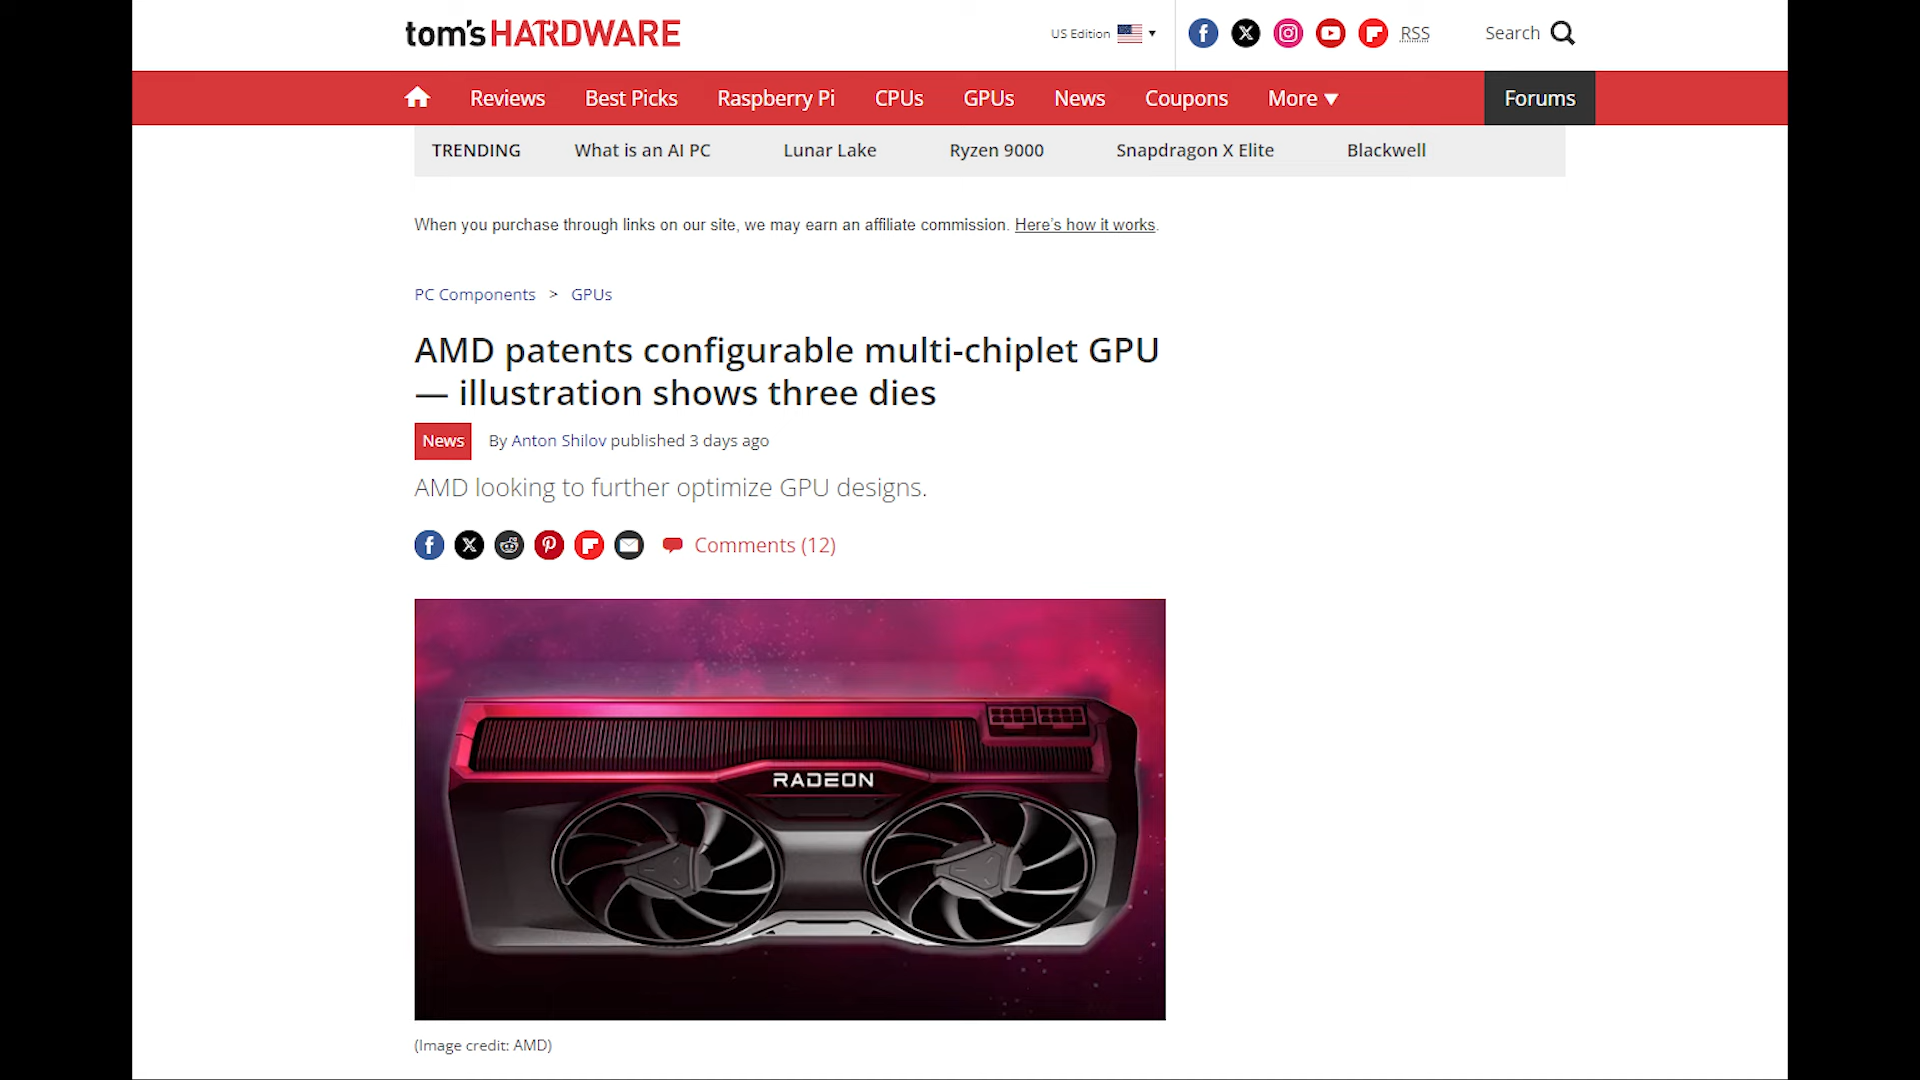 tom's HARDWARE
US Edition
RSS
Search
Reviews
Best Picks
Raspberry Pi
CPUs
GPUs
News
Coupons
More
Forums
TRENDING
What is an AI PC
Lunar Lake
Ryzen 9000
Snapdragon X Elite
Blackwell
When you purchase through links on our site, we may earn an affiliate commission. Here's how it works.
PC Components > GPUs
AMD patents configurable multi-chiplet GPU
— illustration shows three dies
News
By Anton Shilov published 3 days ago
AMD looking to further optimize GPU designs.
Comments (12)
RADEON
(Image credit: AMD)